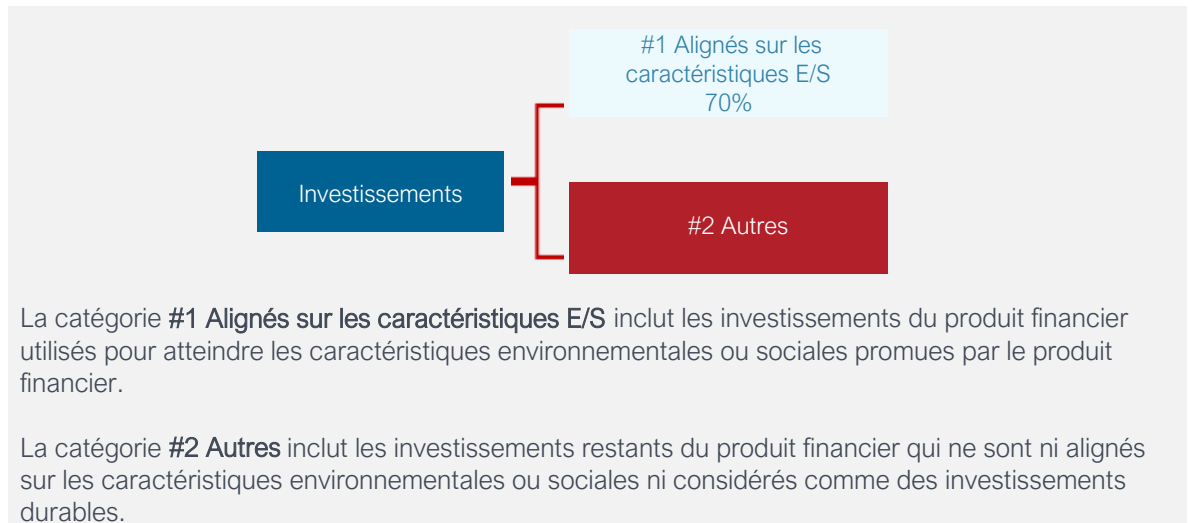 #1 Alignés sur les
caractéristiques E/S
70%
Investissements
#2 Autres
La catégorie #1 Alignés sur les caractéristiques E/S inclut les investissements du produit financier
utilisés pour atteindre les caractéristiques environnementales ou sociales promues par le produit
financier.
La catégorie #2 Autres inclut les investissements restants du produit financier qui ne sont ni alignés
sur les caractéristiques environnementales ou sociales ni considérés comme des investissements
durables.